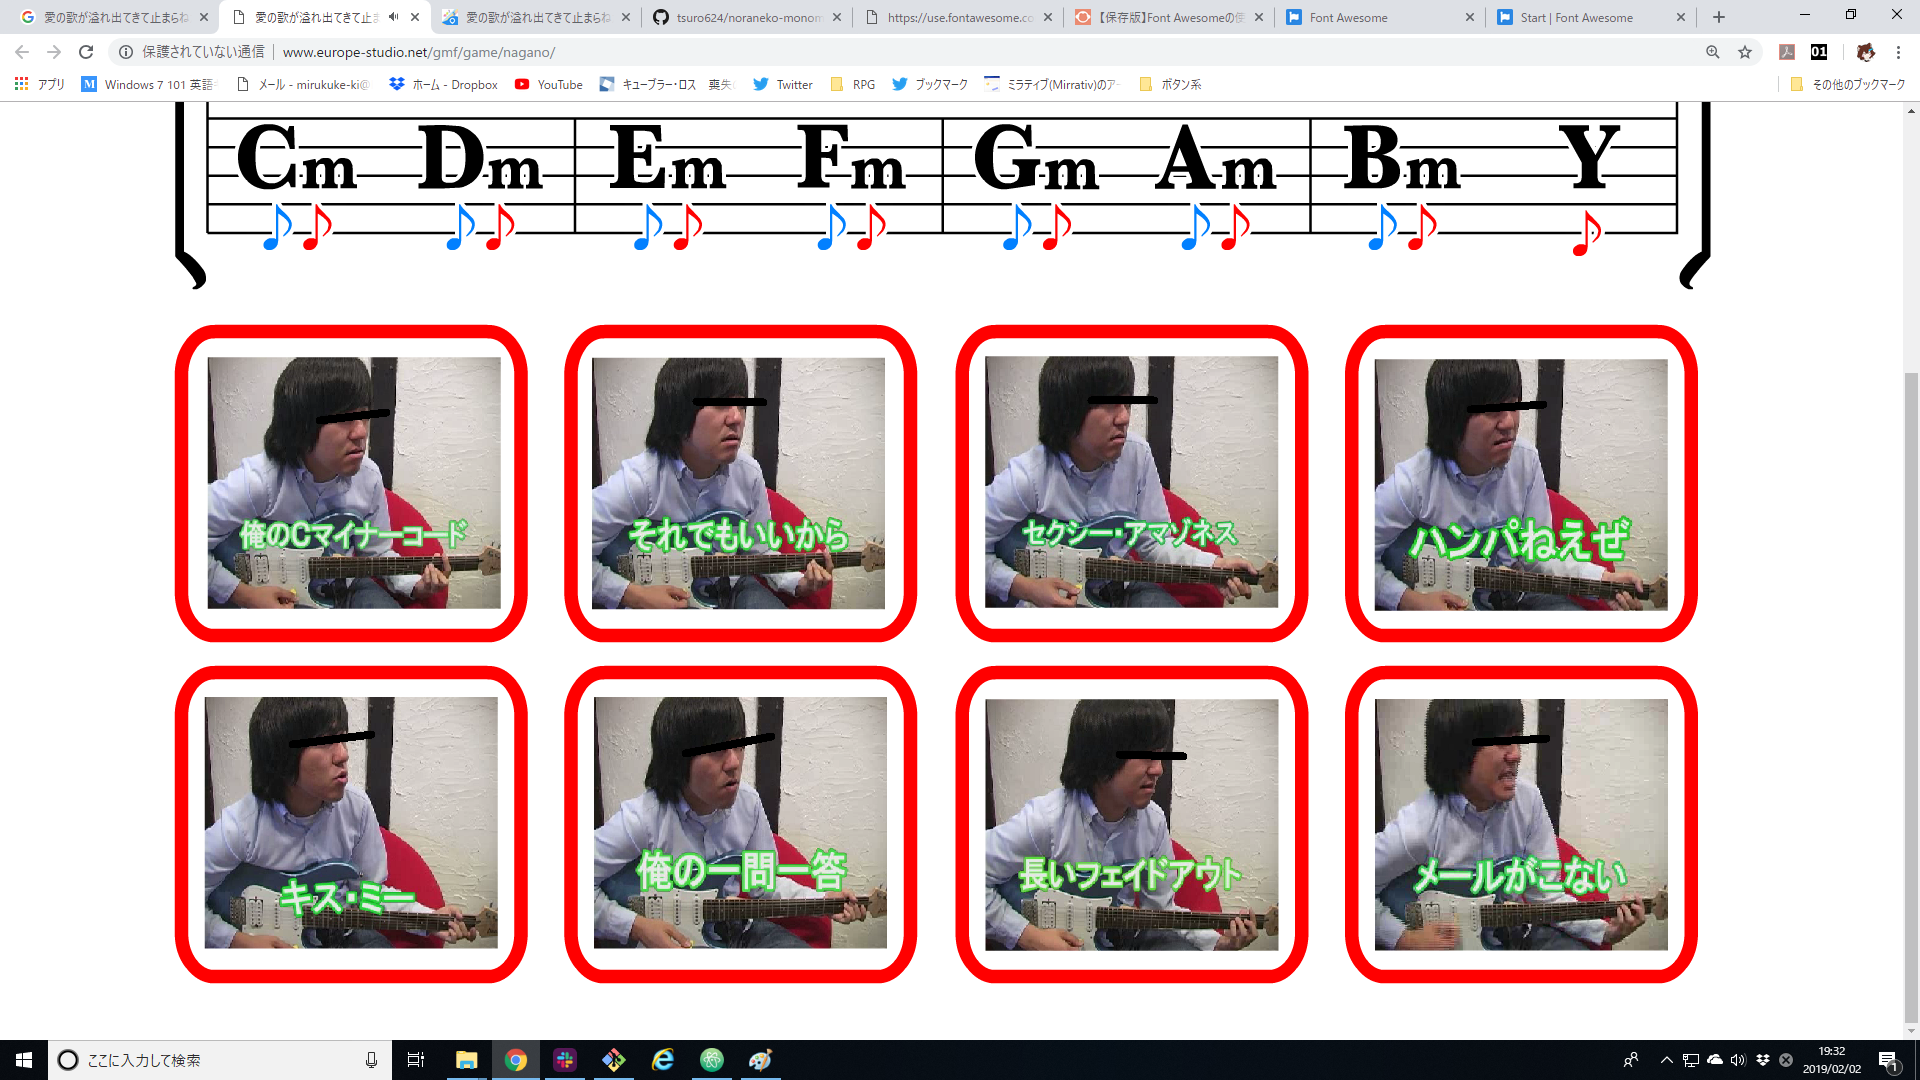 愛の歌が溢れ出てきて止まらね
愛の歌が溢れ出てきて止ま
愛の歌が溢れ出てきて止まらね
tsuro624/noraneko-monom
https://use.fontawesome.co
【保存版】Font Awesomeの使
Font Awesome
Start | Font Awesome
保護されていない通信
www.europe-studio.net/gmf/game/nagano/
01
アプリ
M Windows 7 101 英語
メール - mirukuke-ki@
ホーム - Dropbox
YouTube
キューブラー・ロス 喪失
Twitter
RPG
ブックマーク
ミラティブ(Mirrativ)のアー
ボタン系
その他のブックマーク
Cm Dm Em Fm Gm Am Bm Y
俺のCマイナーコード
それでもいいから
セクシー・アマゾネス
ハンパねえぜ
キス・ミー
俺の一問一答
長いフェイドアウト
メールがこない
ここに入力して検索
19:32
2019/02/02
1